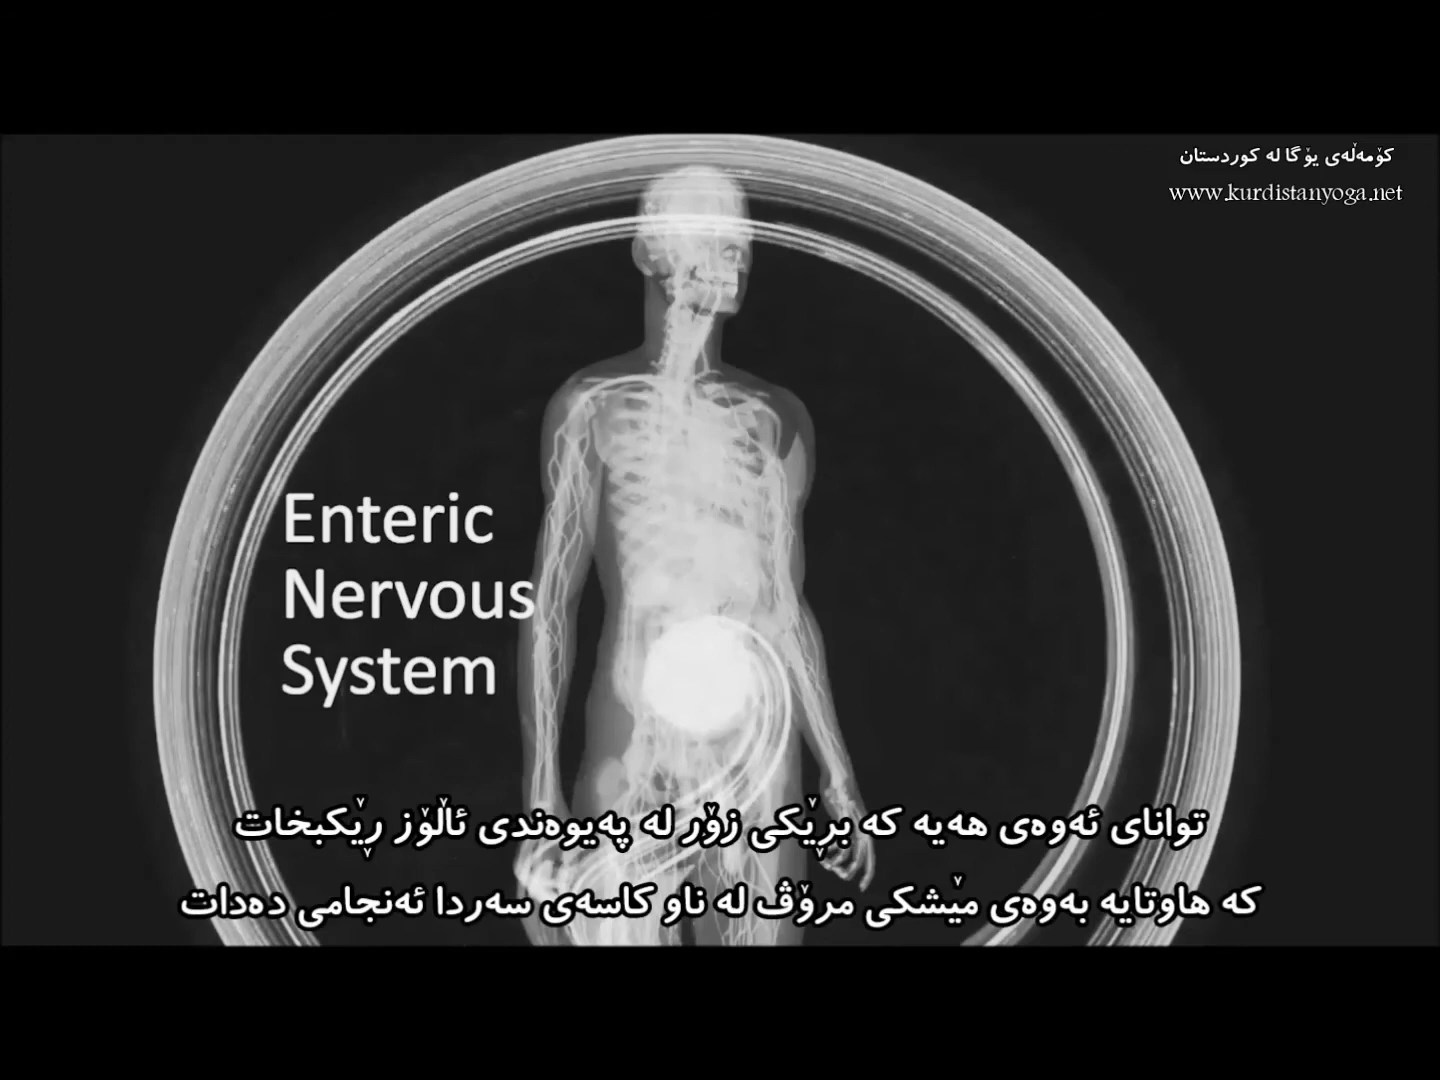 کۆمەڵەی یۆگا لە کوردستان
www.kurdistanyoga.net
Enteric
Nervous
System
توانای ئەوەی هەیە کە بڕێکی زۆر لە پەیوەندی ئاڵۆز ڕێکبخات
کە هاوتایە بەوەی مێشکی مرۆڤ لە ناو کاسەی سەردا ئەنجامی دەدات